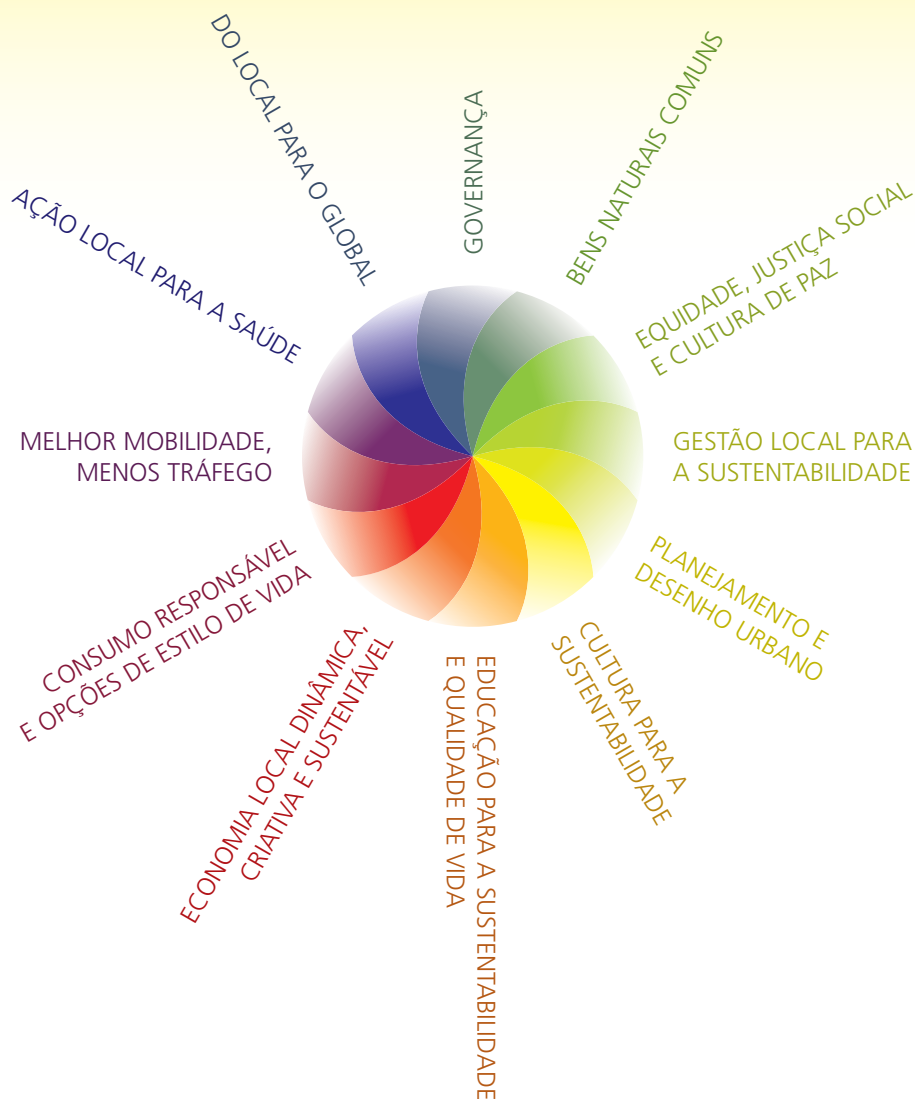 GOVERNANÇA
BENS NATURAIS COMUNS
EQUIDADE, JUSTIÇA SOCIAL
E CULTURA DE PAZ
GESTÃO LOCAL PARA
A SUSTENTABILIDADE
PLANEJAMENTO E
DESENHO URBANO
CULTURA PARA A
SUSTENTABILIDADE
EDUCAÇÃO PARA A SUSTENTABILIDADE
E QUALIDADE DE VIDA
ECONOMIA LOCAL DINÂMICA,
CRIATIVA E SUSTENTÁVEL
CONSUMO RESPONSÁVEL
E OPÇÕES DE ESTILO DE VIDA
MELHOR MOBILIDADE,
MENOS TRÁFEGO
AÇÃO LOCAL PARA A SAÚDE
DO LOCAL PARA O GLOBAL